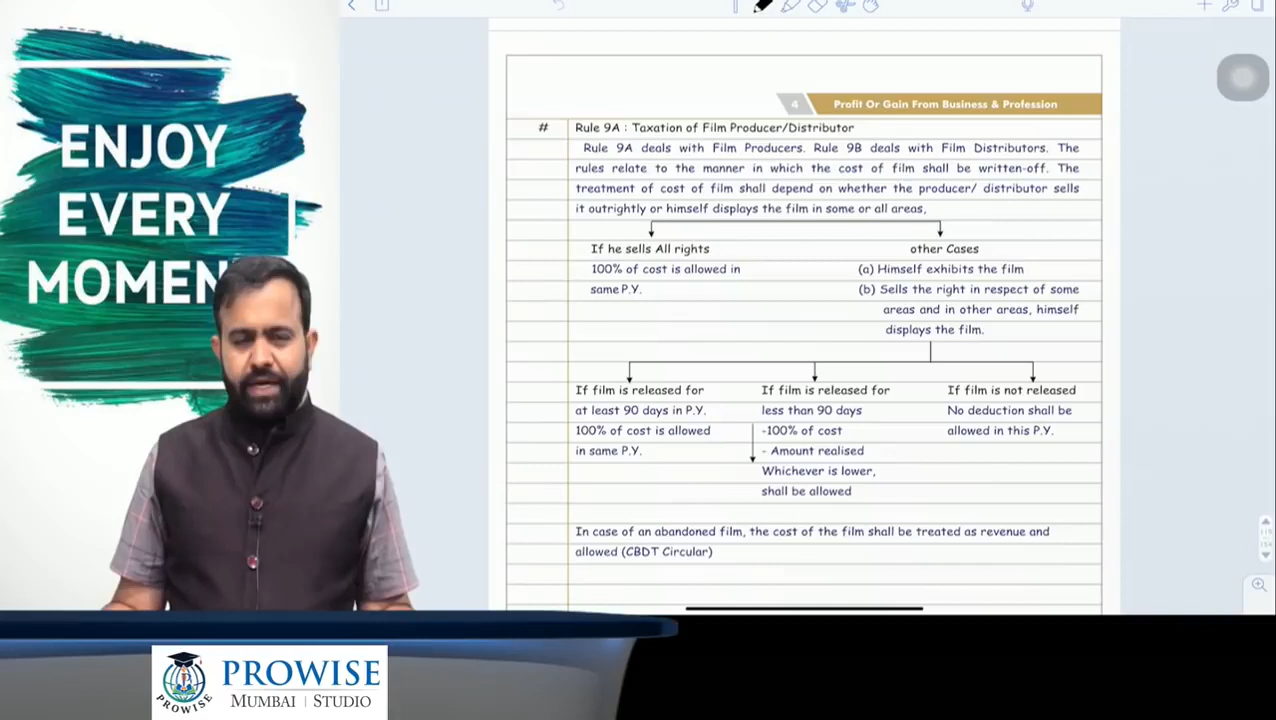 ENJOY
EVERY
MOMEN
4
Profit Or Gain From Business & Profession
# Rule 9A : Taxation of Film Producer/Distributor
Rule 9A deals with Film Producers. Rule 9B deals with Film Distributors. The
rules relate to the manner in which the cost of film shall be written-off. The
treatment of cost of film shall depend on whether the producer/ distributor sells
it outrightly or himself displays the film in some or all areas,
If he sells All rights
100% of cost is allowed in
same P.Y.
other Cases
(a) Himself exhibits the film
(b) Sells the right in respect of some
areas and in other areas, himself
displays the film.
If film is released for
at least 90 days in P.Y.
100% of cost is allowed
in same P.Y.
If film is released for
less than 90 days
-100% of cost
- Amount realised
Whichever is lower,
shall be allowed
If film is not released
No deduction shall be
allowed in this P.Y.
In case of an abandoned film, the cost of the film shall be treated as revenue and
allowed (CBDT Circular)
PROWISE
PROWISE
MUMBAI | STUDIO